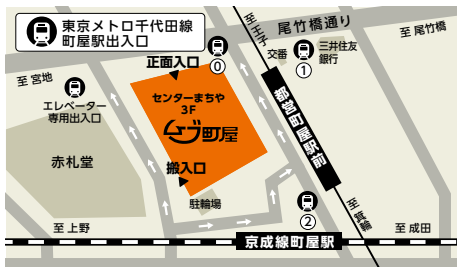 東京メトロ千代田線
町屋駅出入口
至王子
尾竹橋通り
至 尾竹橋
正面入口
0
交番
1
三井住友
銀行
至 宮地
エレベーター
専用出入口
センターまちや
3F
ムーブ町屋
都営町屋駅前
赤札堂
搬入口
駐輪場
2
至箕輪
至 上野
京成線町屋駅
至 成田